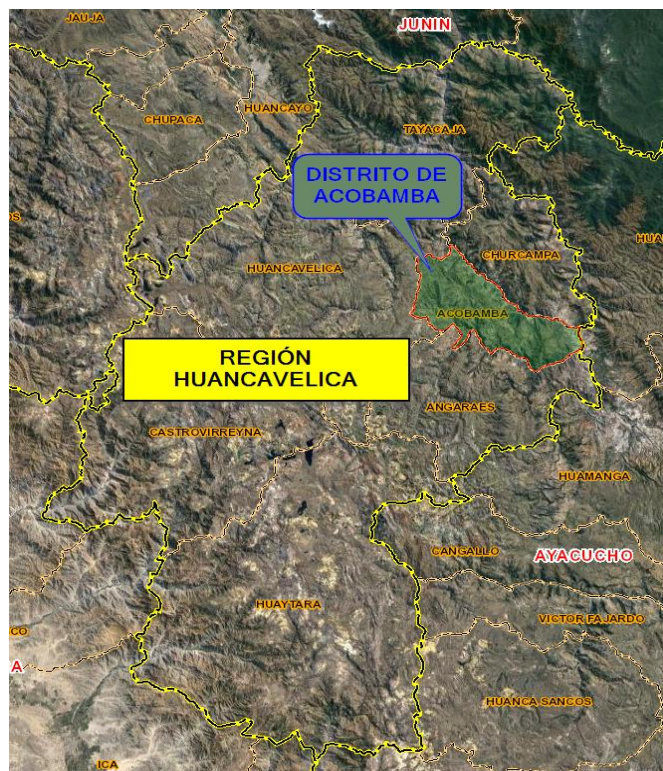 JAUJA
JUNIN
HUANCAYO
CHUPACA
TAYACAJA
DISTRITO DE
ACOBAMBA
HUANCAVELICA
CHURCAMPA
ACOBAMBA
REGIÓN
HUANCAVELICA
ANGARAES
CASTROVIRREYNA
HUAMANGA
CANGALLO
AYACUCHO
HUAYTARA
VICTOR FAJARDO
CO
A
HUANCA SANCOS
ICA